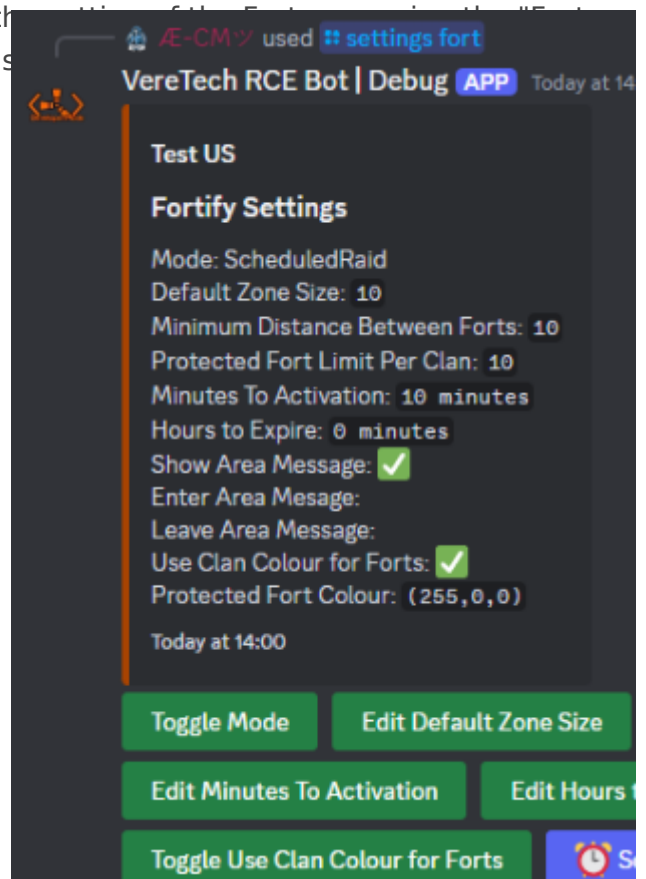 Æ-CMツ used settings fort
VereTech RCE Bot | Debug APP Today at 14
Test US
Fortify Settings
Mode: ScheduledRaid
Default Zone Size: 10
Minimum Distance Between Forts: 10
Protected Fort Limit Per Clan: 10
Minutes To Activation: 10 minutes
Hours to Expire: 0 minutes
Show Area Message: ✅
Enter Area Mesage:
Leave Area Message:
Use Clan Colour for Forts: ✅
Protected Fort Colour: (255,0,0)
Today at 14:00
Toggle Mode Edit Default Zone Size
Edit Minutes To Activation Edit Hours
Toggle Use Clan Colour for Forts